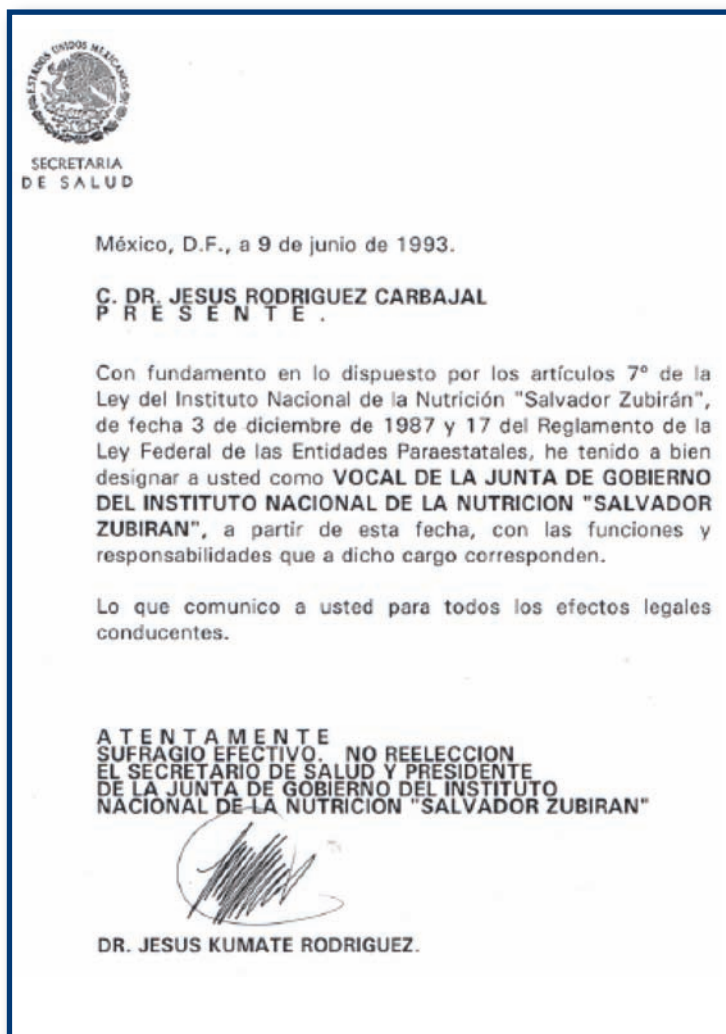 ESTADOS UNIDOS MEXICANOS
SECRETARIA
DE SALUD
México, D.F., a 9 de junio de 1993.
C. DR. JESUS RODRIGUEZ CARBAJAL
P R E S E N T E .
Con fundamento en lo dispuesto por los artículos 7º de la
Ley del Instituto Nacional de la Nutrición "Salvador Zubirán",
de fecha 3 de diciembre de 1987 y 17 del Reglamento de la
Ley Federal de las Entidades Paraestatales, he tenido a bien
designar a usted como VOCAL DE LA JUNTA DE GOBIERNO
DEL INSTITUTO NACIONAL DE LA NUTRICION "SALVADOR
ZUBIRAN", a partir de esta fecha, con las funciones y
responsabilidades que a dicho cargo corresponden.
Lo que comunico a usted para todos los efectos legales
conducentes.
A T E N T A M E N T E
SUFRAGIO EFECTIVO. NO REELECCION
EL SECRETARIO DE SALUD Y PRESIDENTE
DE LA JUNTA DE GOBIERNO DEL INSTITUTO
NACIONAL DE LA NUTRICION "SALVADOR ZUBIRAN"
DR. JESUS KUMATE RODRIGUEZ.